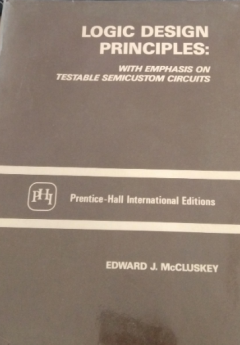 LOGIC DESIGN
PRINCIPLES:
WITH EMPHASIS ON
TESTABLE SEMICUSTOM CIRCUITS
PHI Prentice-Hall International Editions
EDWARD J. McCLUSKEY